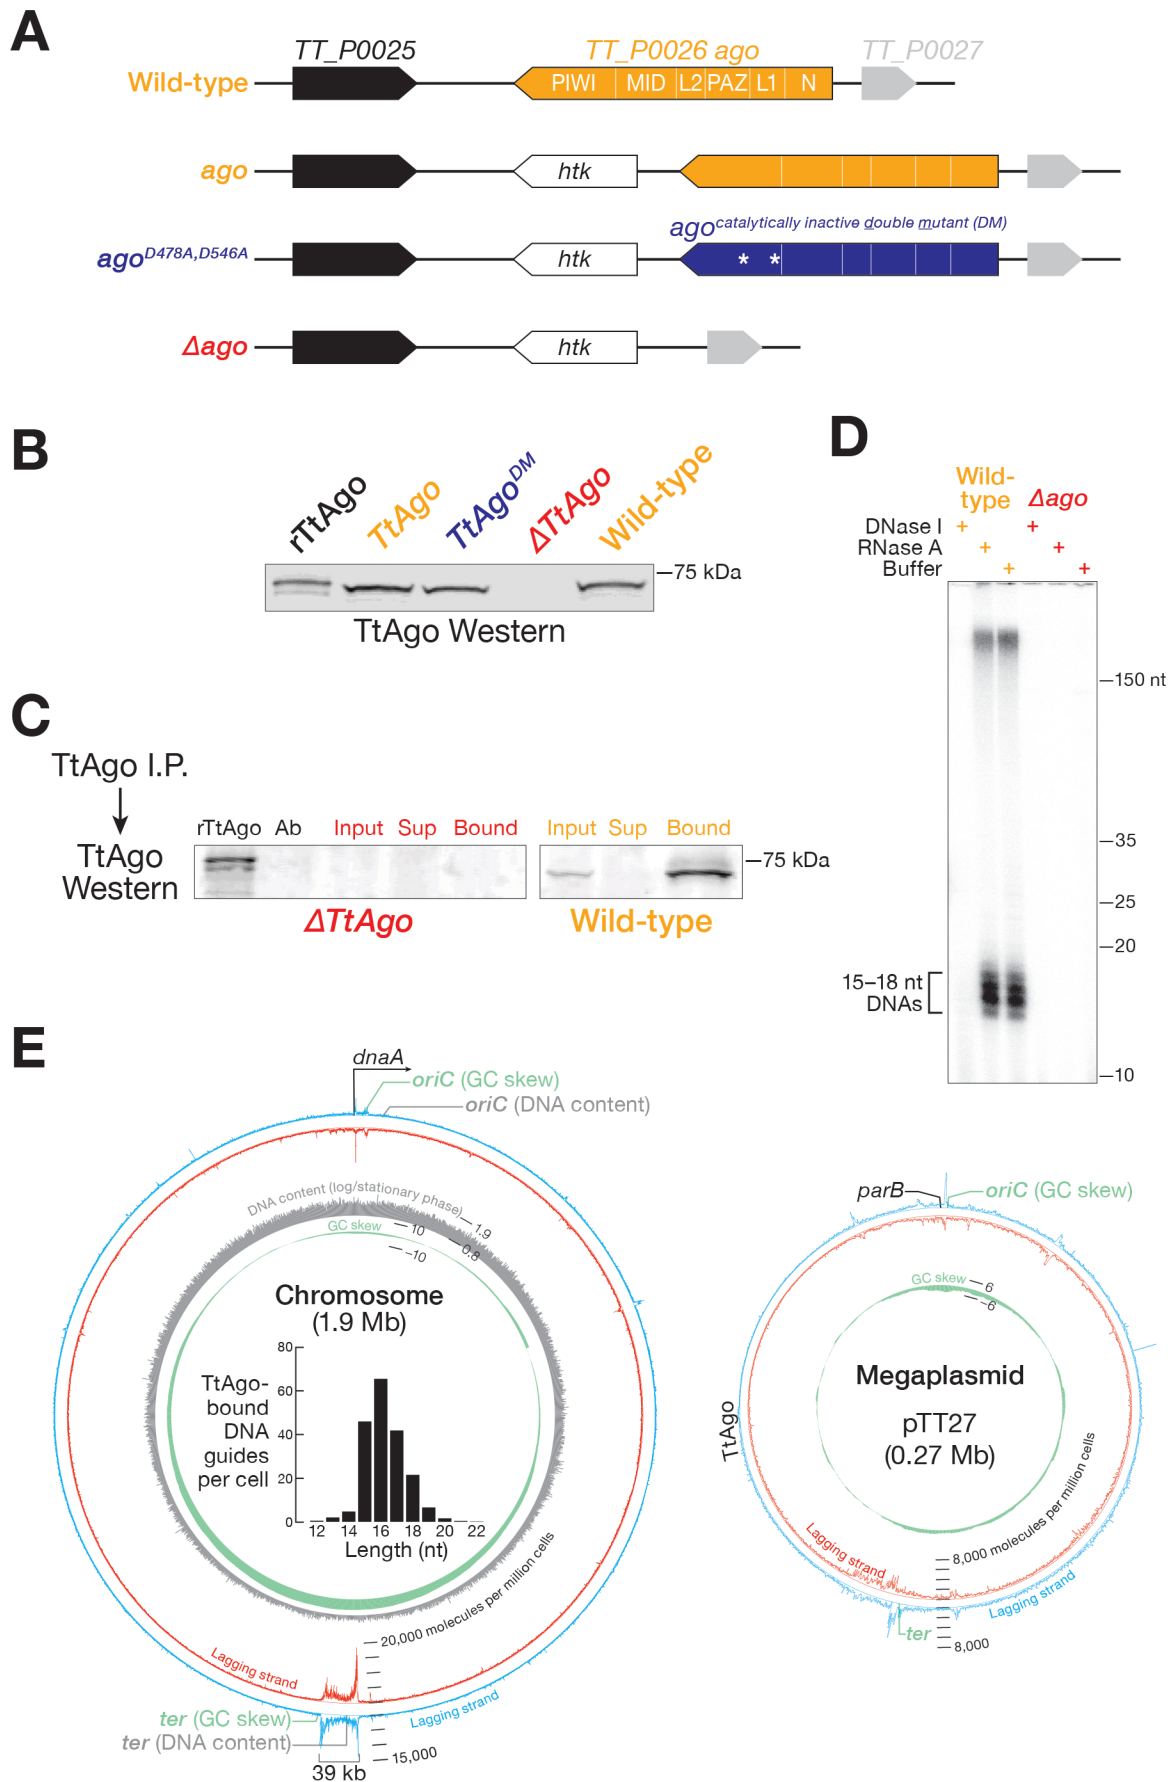 A
TT_P0025
TT_P0026 ago
TT_P0027
Wild-type
PIWI MID L2 PAZ L1 N
ago
htk
ago catalytically inactive double mutant (DM)
ago D478A,D546A
htk
* *
Δago
htk
B
rTtAgo
TtAgo
TtAgoDM
ΔTtAgo
Wild-type
75 kDa
TtAgo Western
C
TtAgo I.P.
TtAgo
Western
rTtAgo Ab Input Sup Bound
Input Sup Bound
75 kDa
ΔTtAgo
Wild-type
D
Wild-
type
Δago
DNase I + +
RNase A + +
Buffer + +
150 nt
35
25
20
15–18 nt
DNAs
10
E
dnaA
oriC (GC skew)
oriC (DNA content)
DNA content (log/stationary phase)
1.9
0.8
GC skew
10
-10
Chromosome
(1.9 Mb)
TtAgo-
bound
DNA
guides
per cell
80
60
40
20
0
12 14 16 18 20 22
Length (nt)
20,000 molecules per million cells
Lagging strand
Lagging strand
ter (GC skew)
ter (DNA content)
15,000
39 kb
parB
oriC (GC skew)
GC skew
6
-6
Megaplasmid
pTT27
(0.27 Mb)
TtAgo
8,000 molecules per million cells
Lagging strand
Lagging strand
ter
8,000